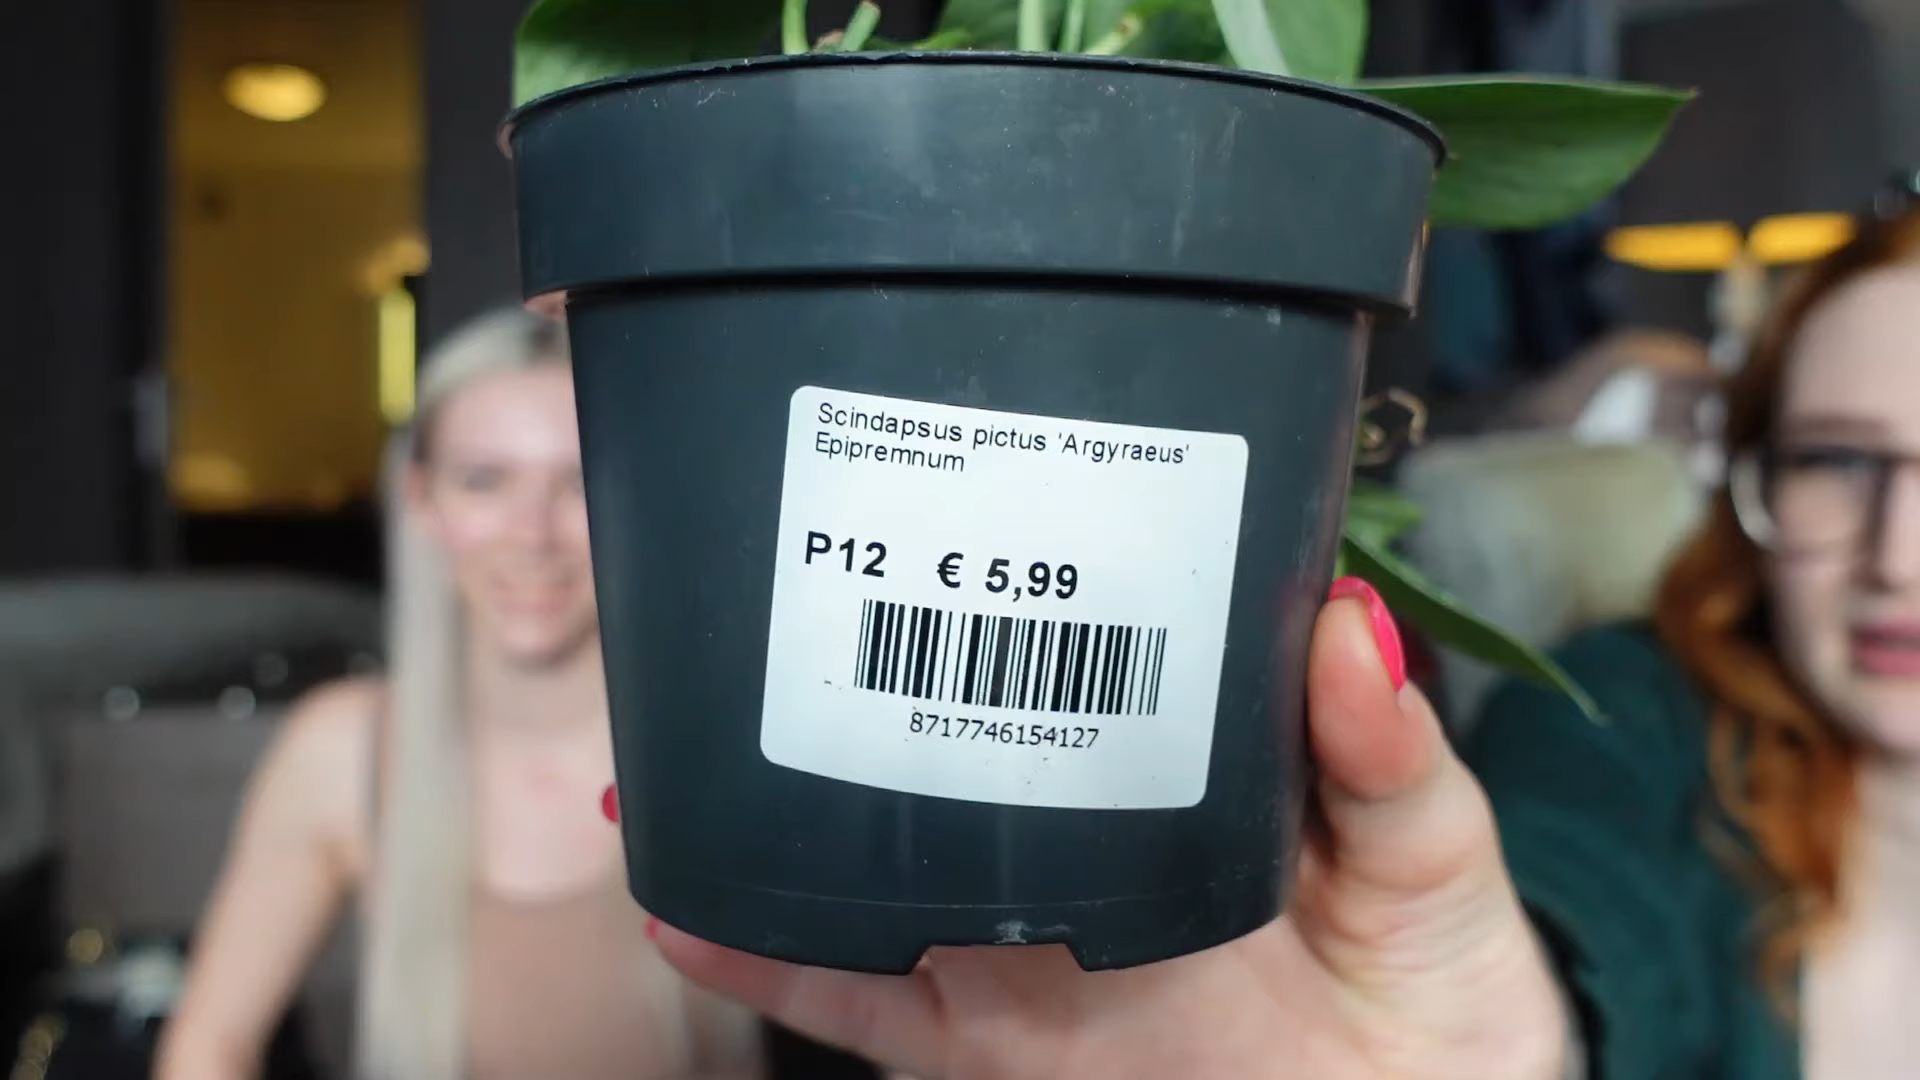 Scindapsus pictus 'Argyraeus'
Epipremnum
P12 € 5,99
8717746154127